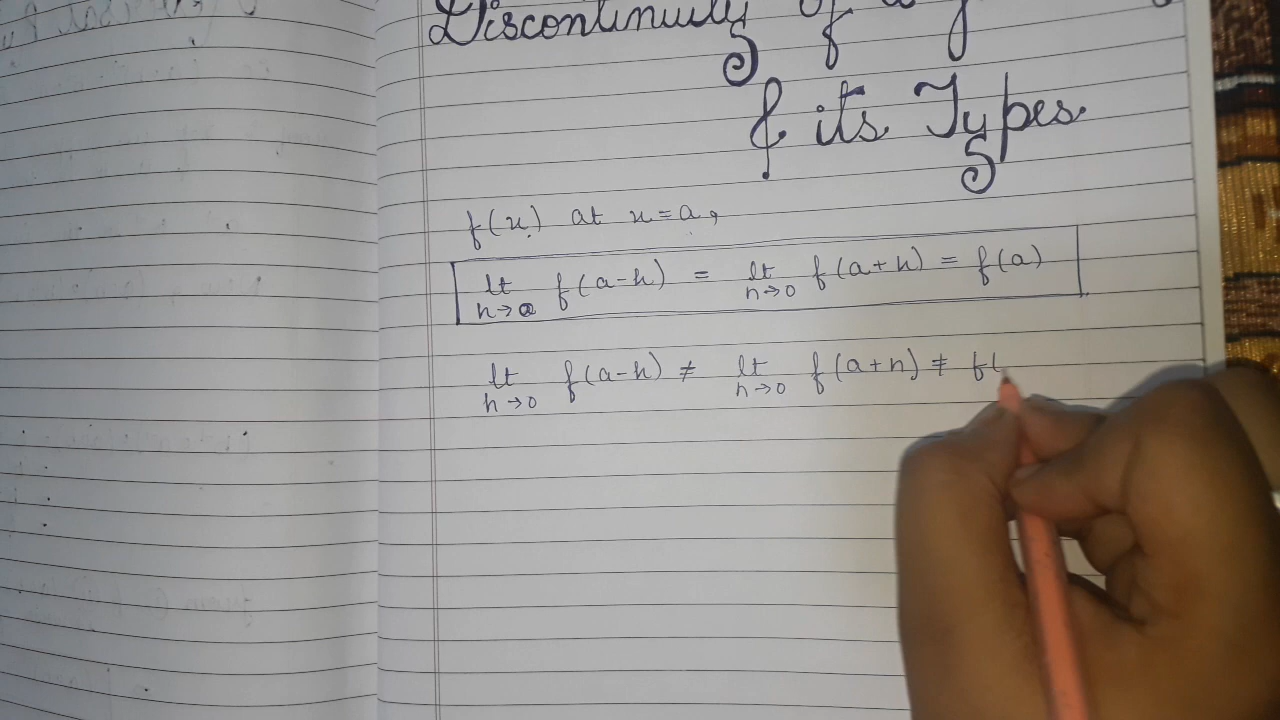 Discontinuity of a
& its Types
f(x) at x=a,
lt f(a-h) = lt f(a+h) = f(a)
h→0 h→0
lt f(a-h) ≠ lt f(a+h) ≠ f(
h→0 h→0